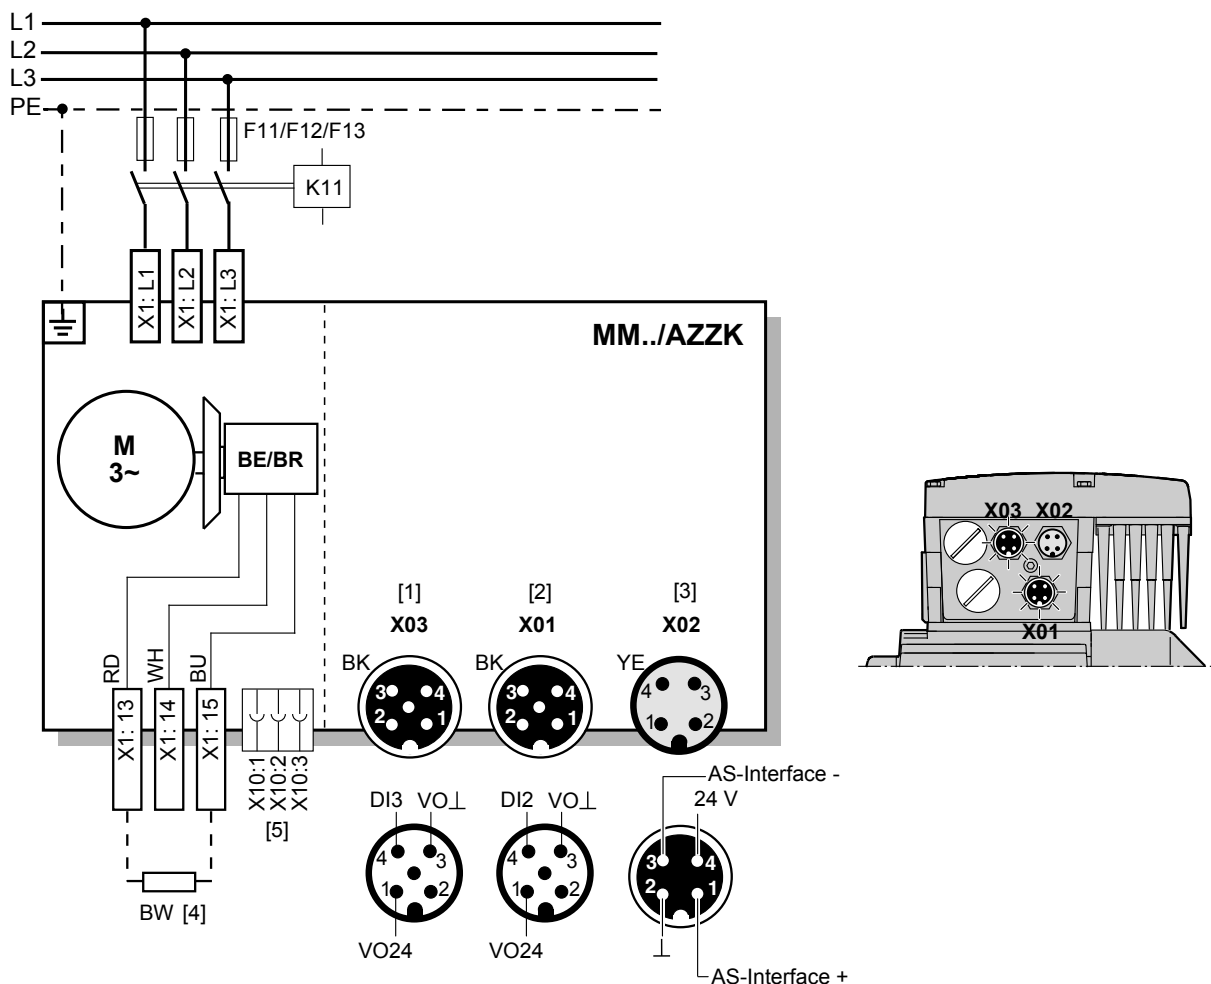 L1
L2
L3
PE
F11/F12/F13
K11
X1: L1
X1: L2
X1: L3
MM../AZZK
M
3~
BE/BR
X03 X02
X01
[1] [2] [3]
X03 X01 X02
RD
WH
BU
BK
3 4
2 1
BK
3 4
2 1
YE
4 3
1 2
X1: 13
X1: 14
X1: 15
X10:1
X10:2
X10:3
[5]
BW [4]
DI3 VO⊥
4 3
1 2
VO24
DI2 VO⊥
4 3
1 2
VO24
AS-Interface -
24 V
3 4
2 1
⊥
AS-Interface +